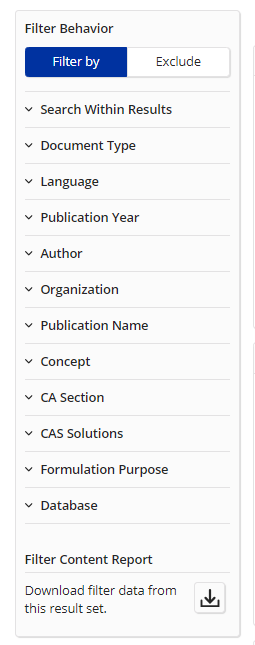 Filter Behavior
Filter by Exclude
Search Within Results
Document Type
Language
Publication Year
Author
Organization
Publication Name
Concept
CA Section
CAS Solutions
Formulation Purpose
Database
Filter Content Report
Download filter data from
this result set.